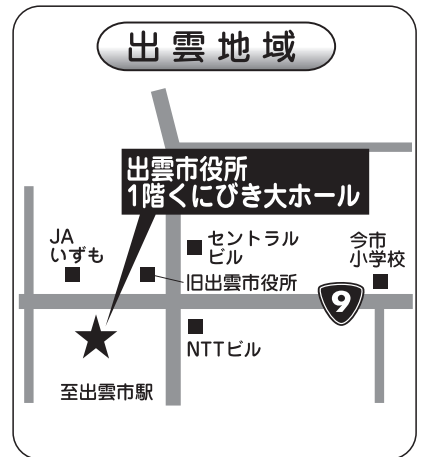 出雲地域
出雲市役所
1階くにびき大ホール
JA
いずも
セントラル
ビル
今市
小学校
旧出雲市役所
9
NTTビル
至出雲市駅